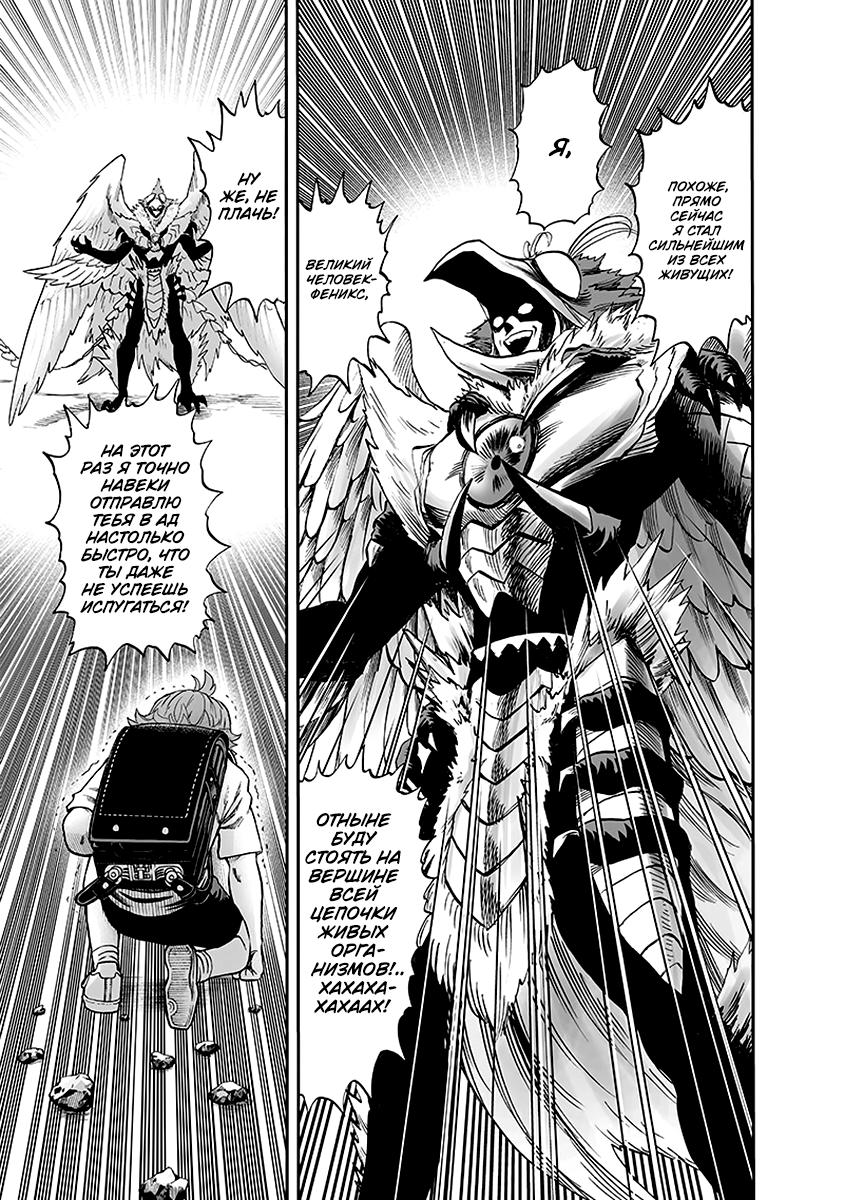 ПОХОЖЕ,
ПРЯМО
СЕЙЧАС
Я СТАЛ
СИЛЬНЕЙШИМ
ИЗ ВСЕХ
ЖИВУЩИХ!
Я,
ВЕЛИКИЙ
ЧЕЛОВЕК-
ФЕНИКС,
ОТНЫНЕ
БУДУ
СТОЯТЬ НА
ВЕРШИНЕ
ВСЕЙ
ЦЕПОЧКИ
ЖИВЫХ
ОРГА-
НИЗМОВ!..
ХАХАХА-
ХАХААХ!
НУ
ЖЕ, НЕ
ПЛАЧЬ!
НА ЭТОТ
РАЗ Я ТОЧНО
НАВЕКИ
ОТПРАВЛЮ
ТЕБЯ В АД
НАСТОЛЬКО
БЫСТРО, ЧТО
ТЫ ДАЖЕ
НЕ УСПЕЕШЬ
ИСПУГАТЬСЯ!